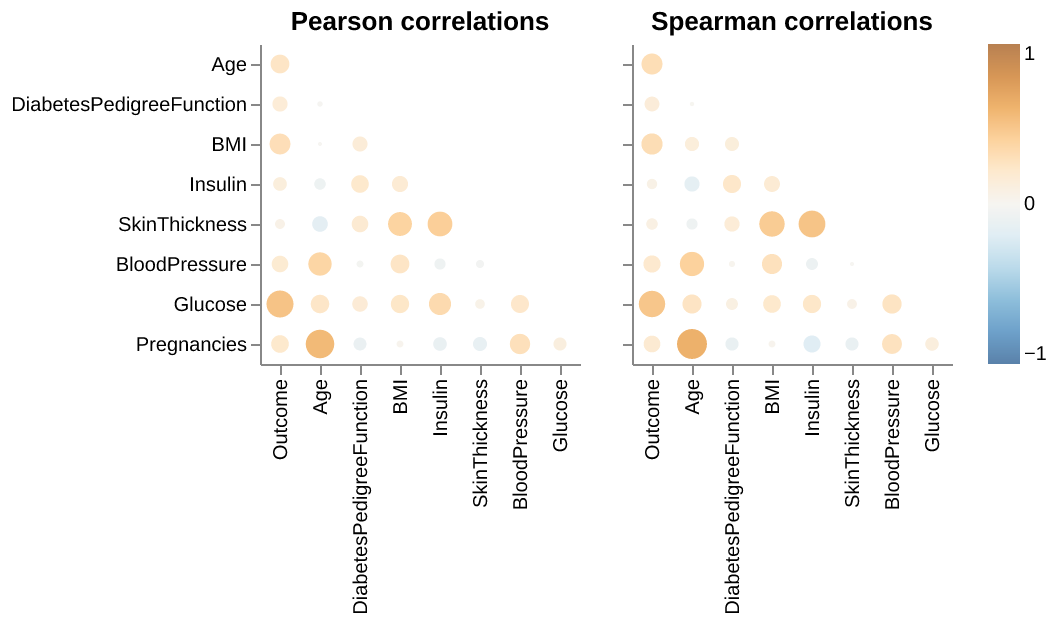 Pearson correlations
Spearman correlations
Age
DiabetesPedigreeFunction
BMI
Insulin
SkinThickness
BloodPressure
Glucose
Pregnancies
Outcome
Age
DiabetesPedigreeFunction
BMI
Insulin
SkinThickness
BloodPressure
Glucose
Outcome
Age
DiabetesPedigreeFunction
BMI
Insulin
SkinThickness
BloodPressure
Glucose
1
0
−1